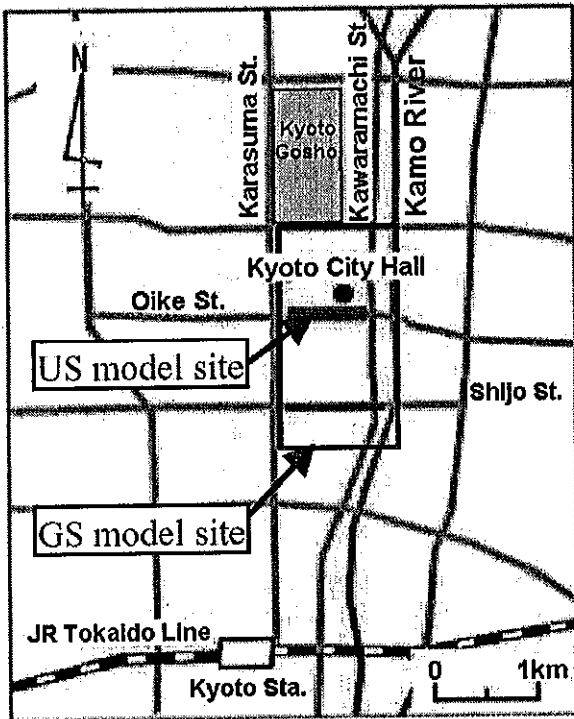 N
Karasuma St.
Kawaramachi St.
Kamo River
Kyoto
Gosho
Kyoto City Hall
Oike St.
US model site
Shijo St.
GS model site
JR Tokaido Line
Kyoto Sta.
0 1km